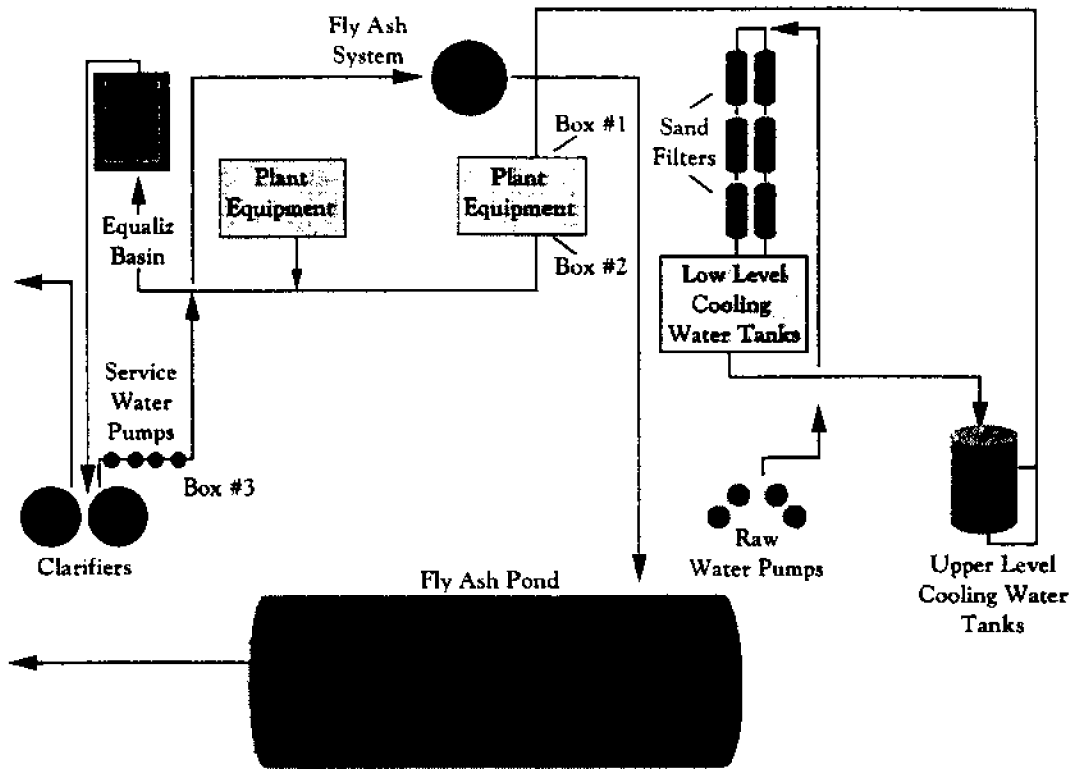 Fly Ash
System
Box #1
Sand
Filters
Plant
Equipment
Plant
Equipment
Equaliz
Basin
Box #2
Low Level
Cooling
Water Tanks
Service
Water
Pumps
Box #3
Clarifiers
Raw
Water Pumps
Upper Level
Cooling Water
Tanks
Fly Ash Pond